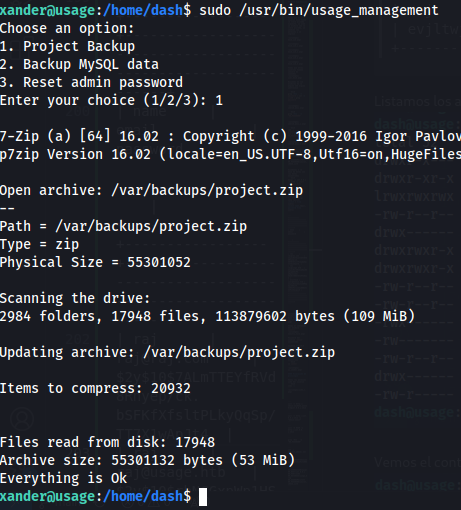 xander@usage:/home/dash$ sudo /usr/bin/usage_management
Choose an option:
1. Project Backup
2. Backup MySQL data
3. Reset admin password
Enter your choice (1/2/3): 1
7-Zip (a) [64] 16.02 : Copyright (c) 1999-2016 Igor Pavlov
p7zip Version 16.02 (locale=en_US.UTF-8,Utf16=on,HugeFiles
Open archive: /var/backups/project.zip
--
Path = /var/backups/project.zip
Type = zip
Physical Size = 55301052
Scanning the drive:
2984 folders, 17948 files, 113879602 bytes (109 MiB)
Updating archive: /var/backups/project.zip
Items to compress: 20932
Files read from disk: 17948
Archive size: 55301132 bytes (53 MiB)
Everything is Ok
xander@usage:/home/dash$